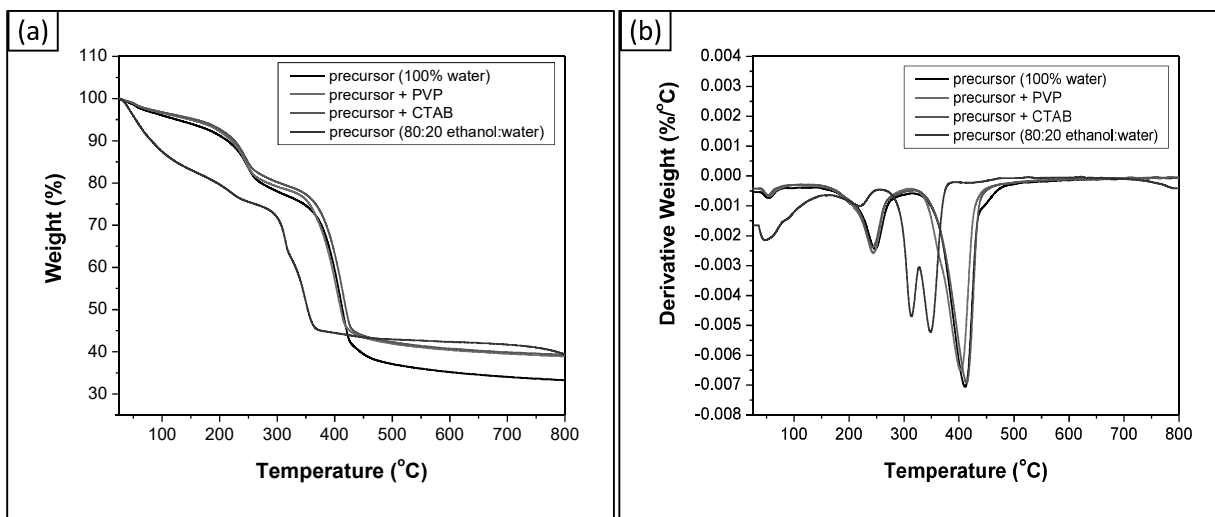 (a)
110
100
90
80
70
60
50
40
30
Weight (%)
precursor (100% water)
precursor + PVP
precursor + CTAB
precursor (80:20 ethanol:water)
100 200 300 400 500 600 700 800
Temperature (°C)
(b)
0.004
0.003
0.002
0.001
0.000
-0.001
-0.002
-0.003
-0.004
-0.005
-0.006
-0.007
-0.008
Derivative Weight (%/°C)
precursor (100% water)
precursor + PVP
precursor + CTAB
precursor (80:20 ethanol:water)
100 200 300 400 500 600 700 800
Temperature (°C)